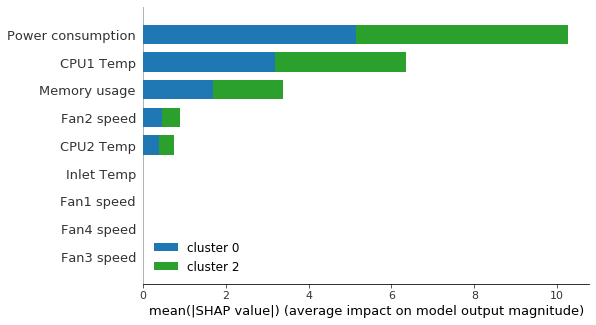 Power consumption
CPU1 Temp
Memory usage
Fan2 speed
CPU2 Temp
Inlet Temp
Fan1 speed
Fan4 speed
Fan3 speed
cluster 0
cluster 2
0 2 4 6 8 10
mean(|SHAP value|) (average impact on model output magnitude)